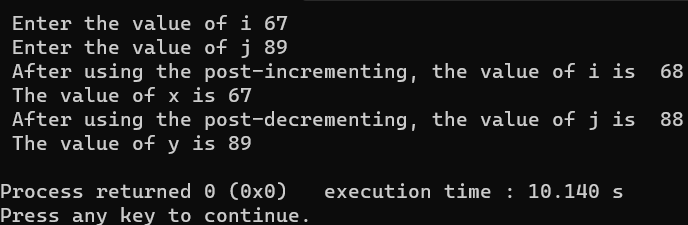 Enter the value of i 67
Enter the value of j 89
After using the post-incrementing, the value of i is  68
The value of x is 67
After using the post-decrementing, the value of j is  88
The value of y is 89
Process returned 0 (0x0)   execution time : 10.140 s
Press any key to continue.